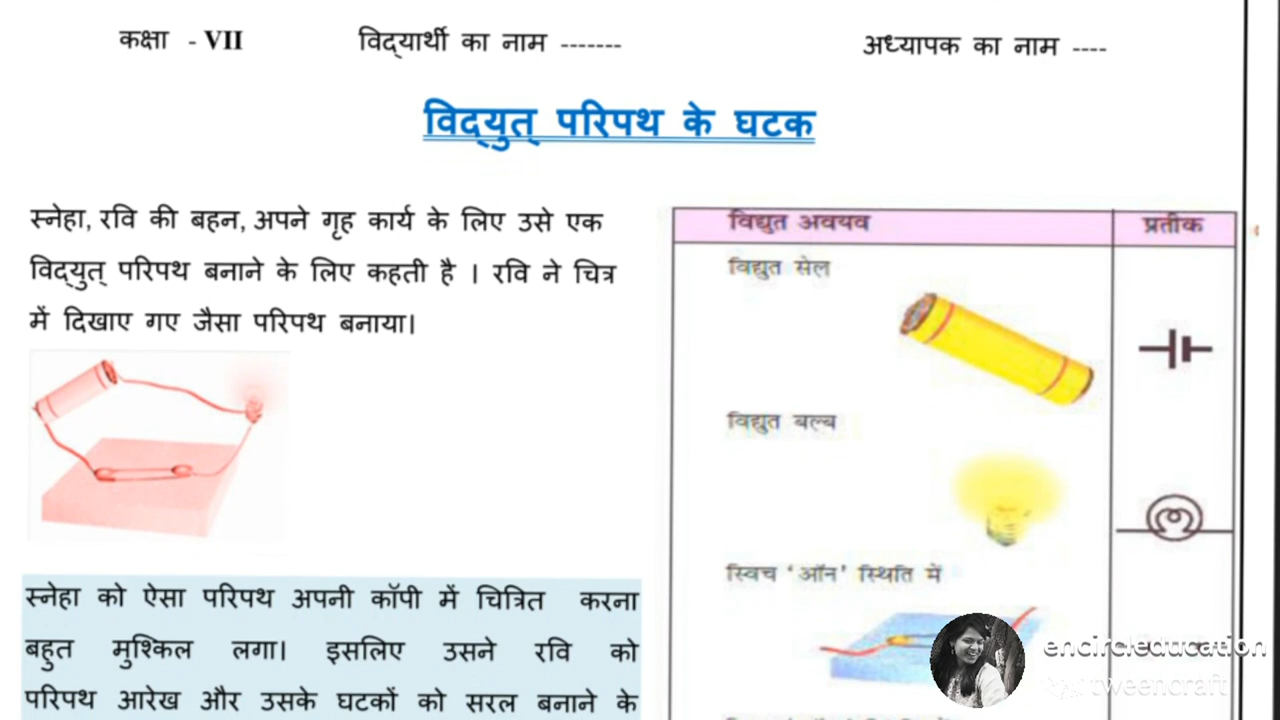 कक्षा - VII विद्यार्थी का नाम ------- अध्यापक का नाम ----
विद्युत् परिपथ के घटक
स्नेहा, रवि की बहन, अपने गृह कार्य के लिए उसे एक
विद्युत् परिपथ बनाने के लिए कहती है । रवि ने चित्र
में दिखाए गए जैसा परिपथ बनाया।
स्नेहा को ऐसा परिपथ अपनी कॉपी में चित्रित करना
बहुत मुश्किल लगा। इसलिए उसने रवि को
परिपथ आरेख और उसके घटकों को सरल बनाने के
विद्युत अवयव प्रतीक
विद्युत सेल
विद्युत बल्ब
स्विच ‘ऑन’ स्थिति में
encircleducation
tweencraft